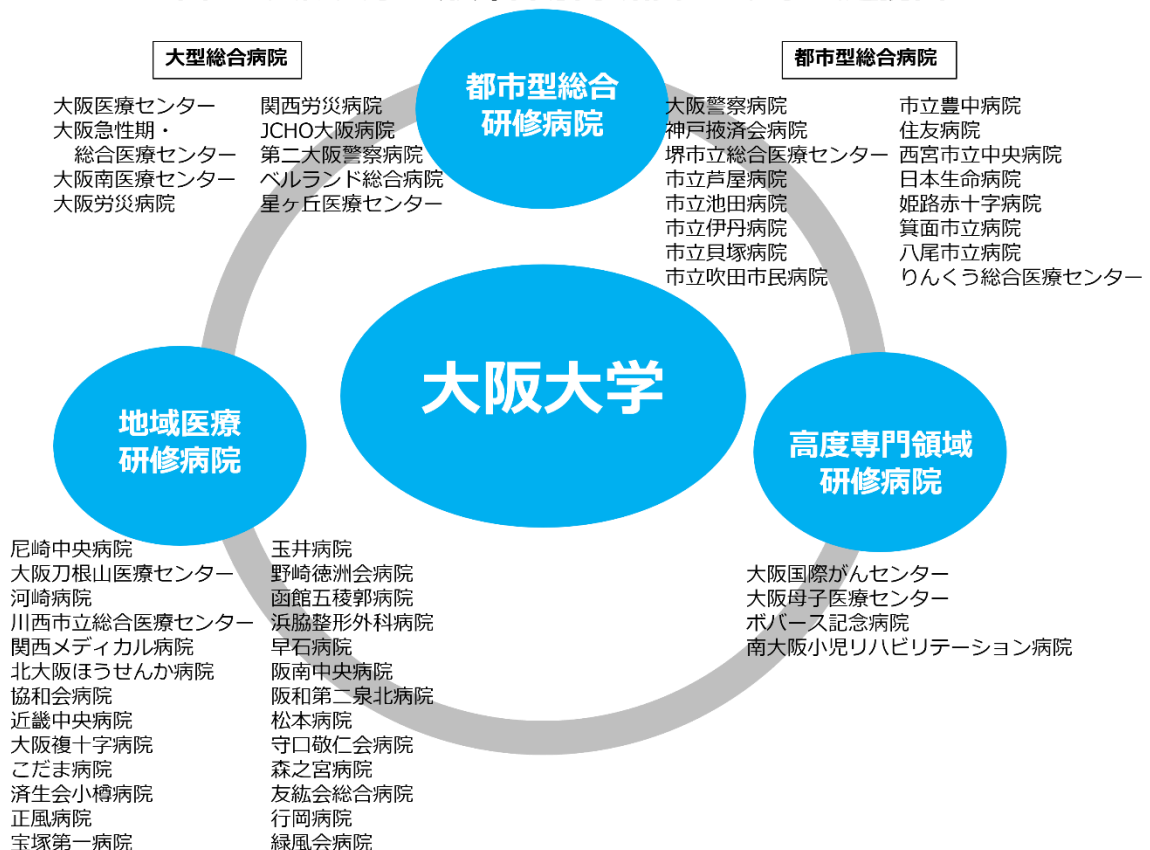 大型総合病院
大阪医療センター
大阪急性期・
総合医療センター
大阪南医療センター
大阪労災病院
関西労災病院
JCHO大阪病院
第二大阪警察病院
ベルランド総合病院
星ヶ丘医療センター
都市型総合
研修病院
都市型総合病院
大阪警察病院
神戸掖済会病院
堺市立総合医療センター
市立芦屋病院
市立池田病院
市立伊丹病院
市立貝塚病院
市立吹田市民病院
市立豊中病院
住友病院
西宮市立中央病院
日本生命病院
姫路赤十字病院
箕面市立病院
八尾市立病院
りんくう総合医療センター
大阪大学
地域医療
研修病院
尼崎中央病院
大阪刀根山医療センター
河崎病院
川西市立総合医療センター
関西メディカル病院
北大阪ほうせんか病院
協和会病院
近畿中央病院
大阪複十字病院
こだま病院
済生会小樽病院
正風病院
宝塚第一病院
玉井病院
野崎徳洲会病院
函館五稜郭病院
浜脇整形外科病院
早石病院
阪南中央病院
阪和第二泉北病院
松本病院
守口敬仁会病院
森之宮病院
友紘会総合病院
行岡病院
緑風会病院
高度専門領域
研修病院
大阪国際がんセンター
大阪母子医療センター
ボバース記念病院
南大阪小児リハビリテーション病院